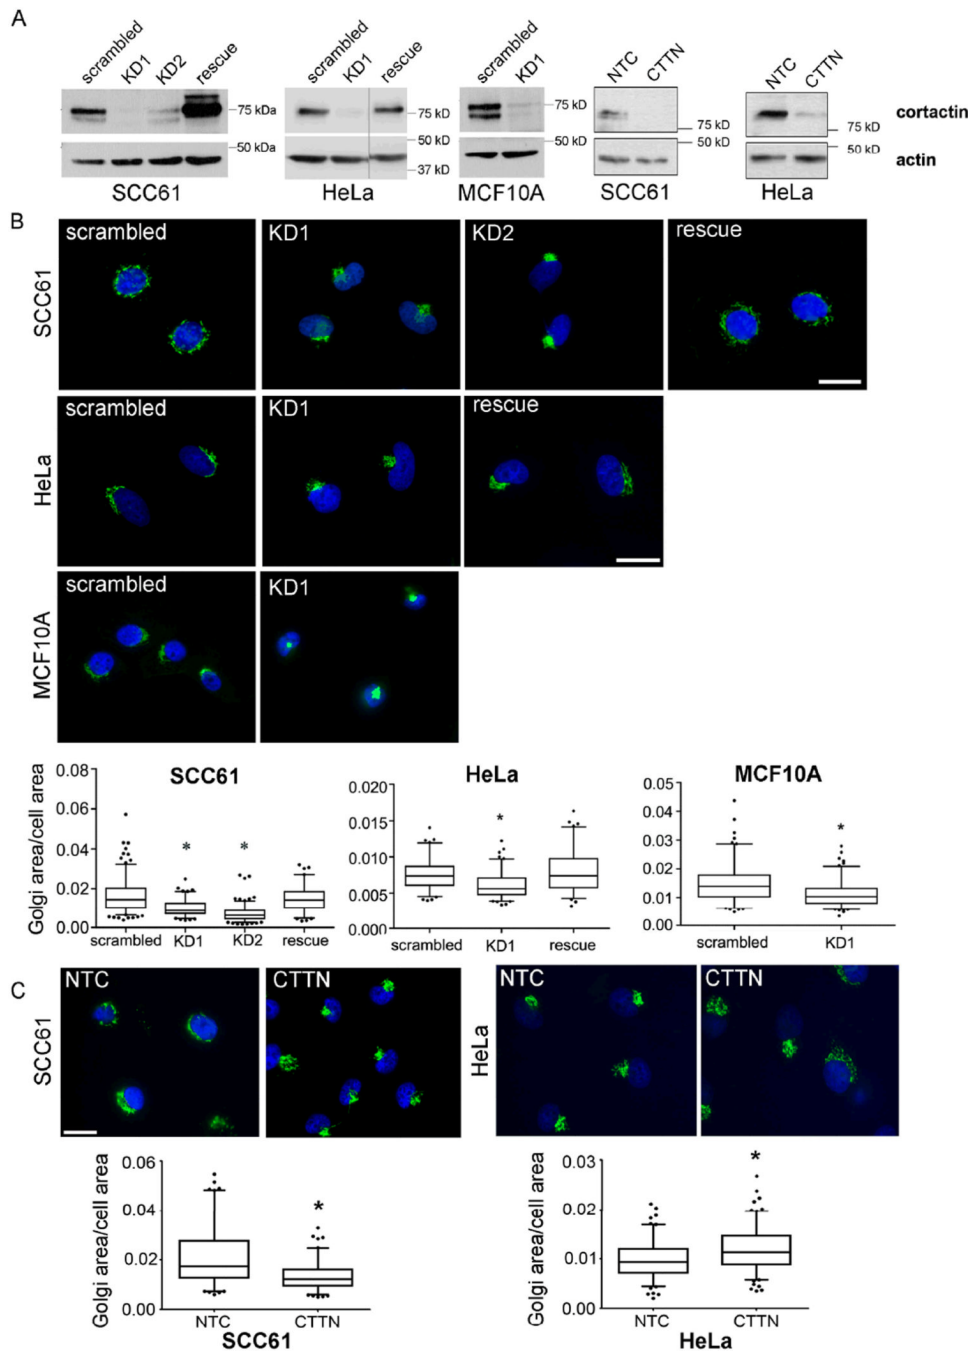 A
scrambled KD1 KD2 rescue
scrambled KD1 rescue
scrambled KD1
NTC CTTN
NTC CTTN
75 kDa 75 kD 75 kD 75 kD 75 kD cortactin
50 kDa 50 kD 37 kD 50 kD 50 kD 50 kD actin
SCC61 HeLa MCF10A SCC61 HeLa
B
SCC61
scrambled KD1 KD2 rescue
HeLa
scrambled KD1 rescue
MCF10A
scrambled KD1
SCC61
Golgi area/cell area
0.08
0.06
0.04
0.02
0.00
* *
scrambled KD1 KD2 rescue
HeLa
0.020
0.015
0.010
0.005
0.000
*
scrambled KD1 rescue
MCF10A
0.05
0.04
0.03
0.02
0.01
0.00
*
scrambled KD1
C
SCC61
NTC CTTN
HeLa
NTC CTTN
Golgi area/cell area
0.06
0.04
0.02
0.00
*
NTC CTTN
SCC61
Golgi area/cell area
0.03
0.02
0.01
0.00
*
NTC CTTN
HeLa